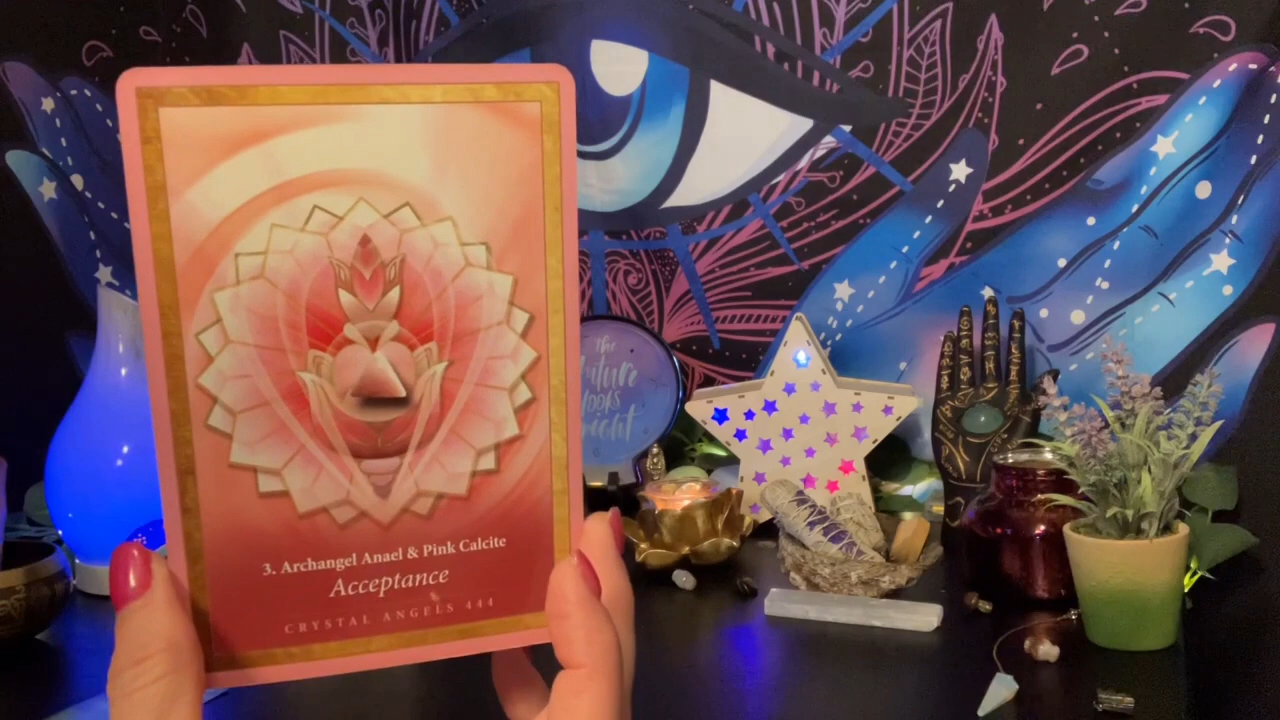 3. Archangel Anael & Pink Calcite
Acceptance
CRYSTAL ANGELS 444
the
future
looks
bright